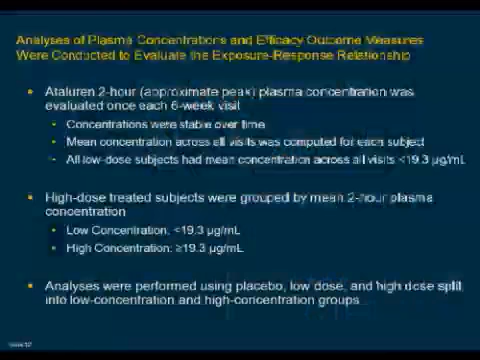 Analyses of Plasma Concentrations and Efficacy Outcome Measures
Were Conducted to Evaluate the Exposure-Response Relationship
• Ataluren 2-hour (approximate peak) plasma concentration was
evaluated once each 6-week visit
• Concentrations were stable over time
• Mean concentration across all visits was computed for each subject
• All low-dose subjects had mean concentration across all visits <19.3 µg/mL
• High-dose treated subjects were grouped by mean 2-hour plasma
concentration
• Low Concentration: <19.3 µg/mL
• High Concentration: ≥19.3 µg/mL
• Analyses were performed using placebo, low dose, and high dose split
into low-concentration and high-concentration groups